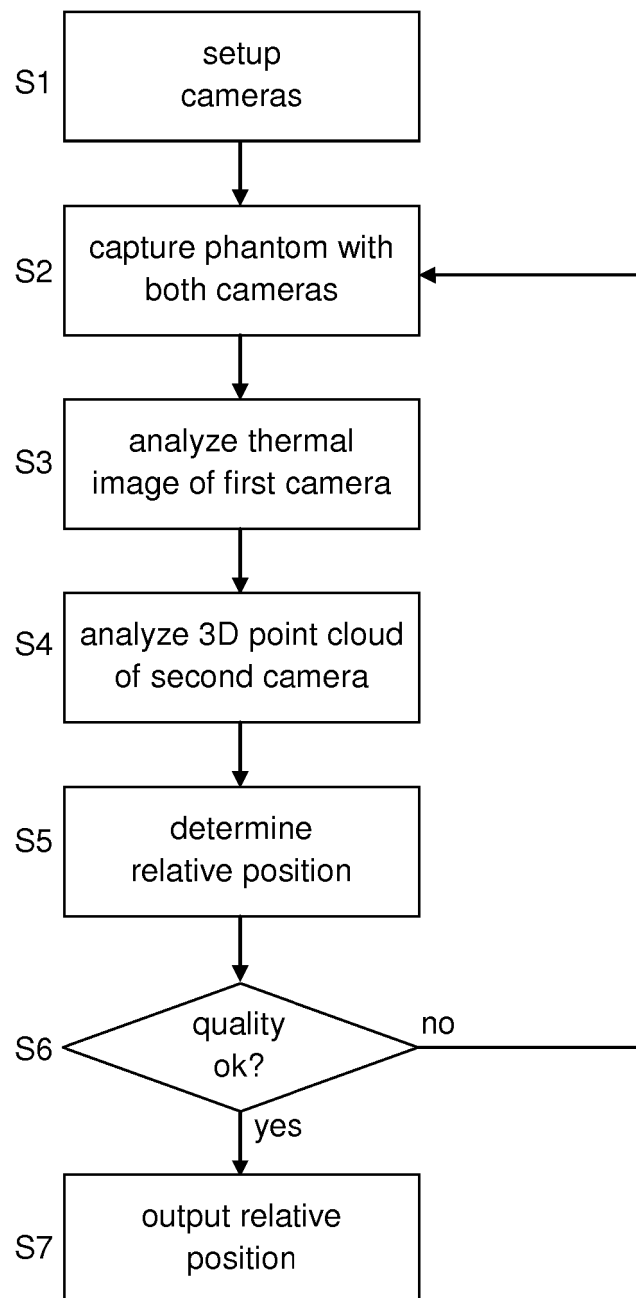 S1
setup
cameras
S2
capture phantom with
both cameras
S3
analyze thermal
image of first camera
S4
analyze 3D point cloud
of second camera
S5
determine
relative position
S6
quality
ok?
no
yes
S7
output relative
position